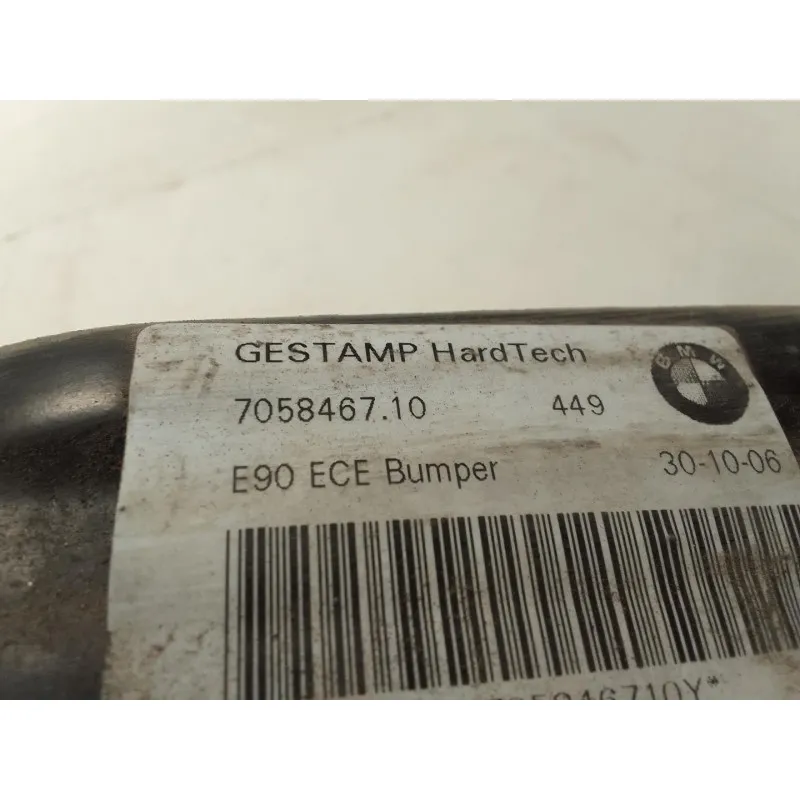 GESTAMP HardTech
BMW
7058467.10 449
E90 ECE Bumper 30-10-06